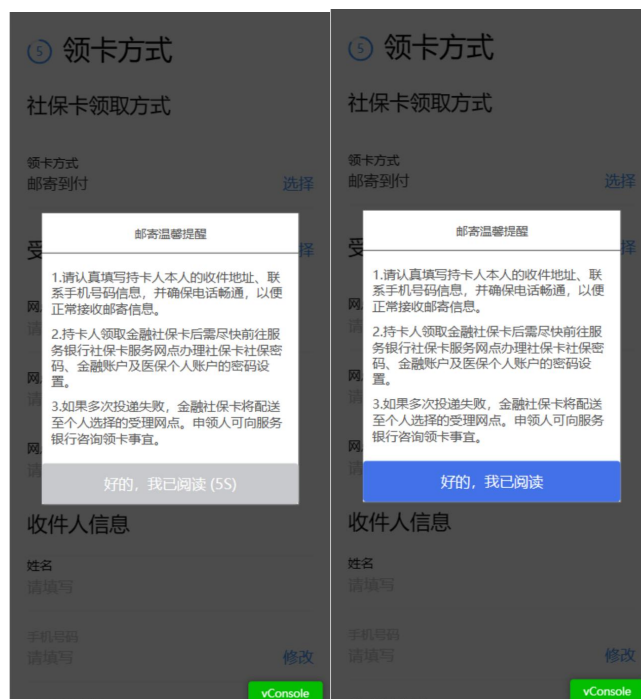 5 领卡方式
社保卡领取方式
领卡方式
邮寄到付 选择
邮寄温馨提醒
受 择
1.请认真填写持卡人本人的收件地址、联
系手机号码信息，并确保电话畅通，以便
正常接收邮寄信息。
网
请
2.持卡人领取金融社保卡后需尽快前往服
务银行社保卡服务网点办理社保卡社保密
码、金融账户及医保个人账户的密码设
置。
网
请
3.如果多次投递失败，金融社保卡将配送
至个人选择的受理网点。申领人可向服务
银行咨询领卡事宜。
网
请
好的，我已阅读 (5S)
收件人信息
姓名
请填写
手机号码
请填写 修改
vConsole
5 领卡方式
社保卡领取方式
领卡方式
邮寄到付 选择
邮寄温馨提醒
受 择
1.请认真填写持卡人本人的收件地址、联
系手机号码信息，并确保电话畅通，以便
正常接收邮寄信息。
网
请
2.持卡人领取金融社保卡后需尽快前往服
务银行社保卡服务网点办理社保卡社保密
码、金融账户及医保个人账户的密码设
置。
网
请
3.如果多次投递失败，金融社保卡将配送
至个人选择的受理网点。申领人可向服务
银行咨询领卡事宜。
网
请
好的，我已阅读
收件人信息
姓名
请填写
手机号码
请填写 修改
vConsole